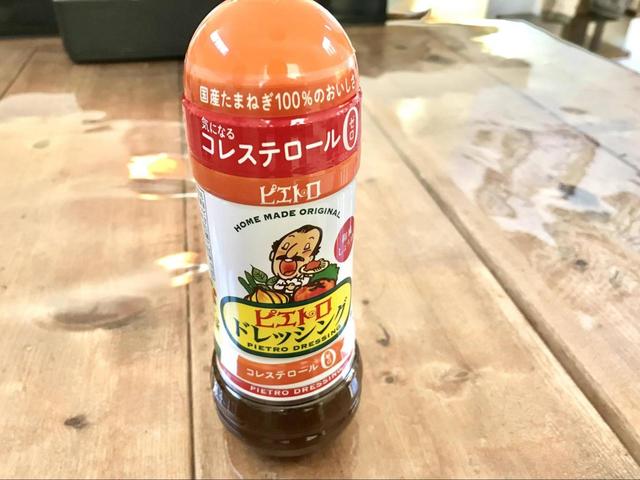 国産たまねぎ100%のおいしさ
気になる
コレステロール0
ゼロ
ピエトロ
HOME MADE ORIGINAL
ピエトロ
ドレッシング
PIETRO DRESSING
コレステロール0
PIETRO DRESSING